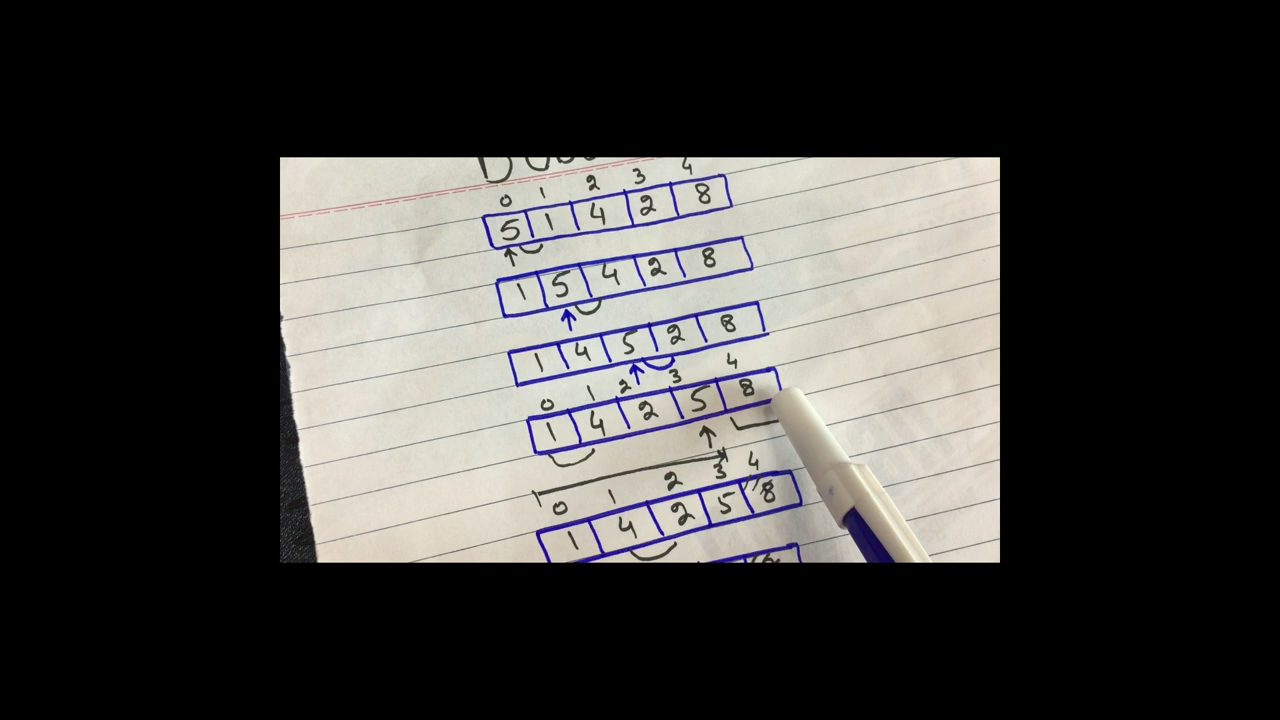 0 1 2 3 4
5 1 4 2 8
1 5 4 2 8
1 4 5 2 8
0 1 2 3 4
1 4 2 5 8
0 1 2 3 4
1 4 2 5 8